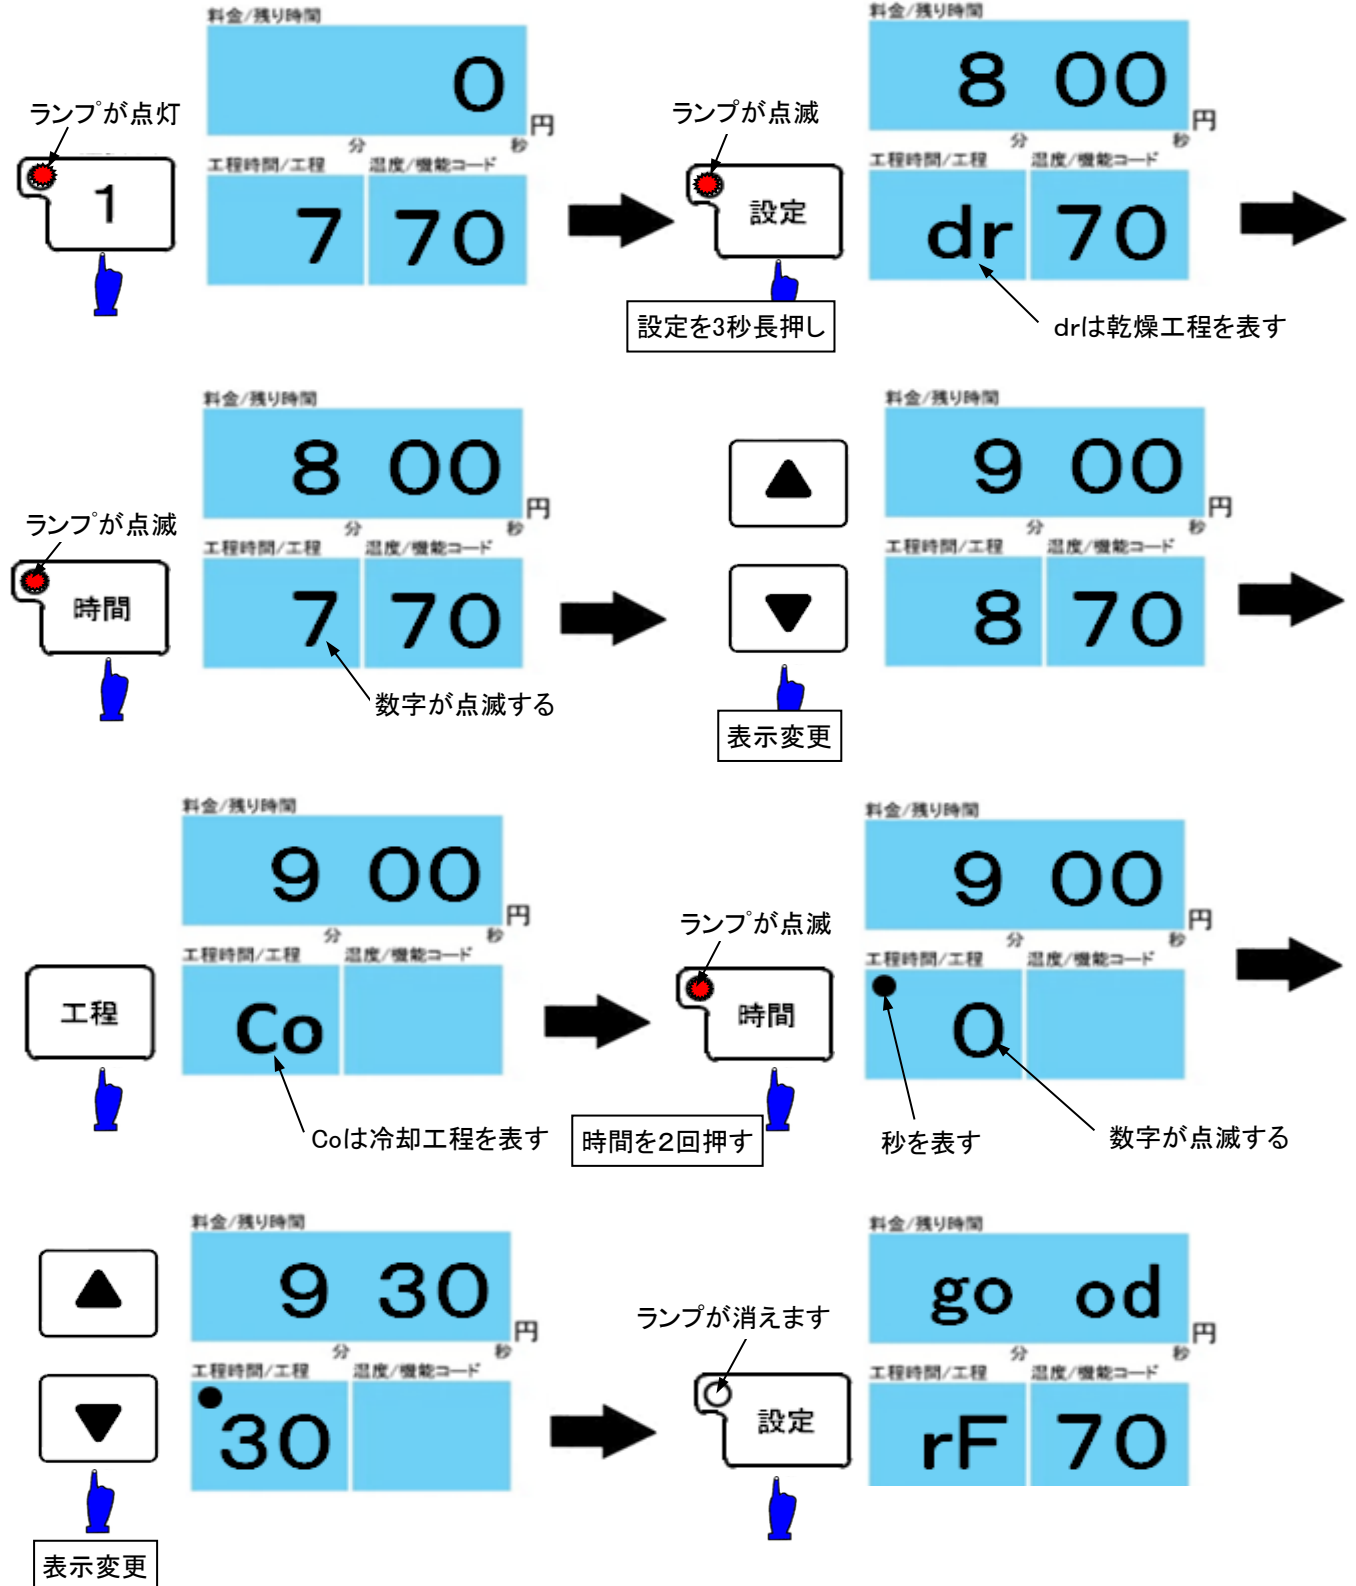 料金/残り時間
0
円
分
秒
ランプが点灯
1
工程時間/工程
温度/機能コード
7
70
料金/残り時間
8 00
円
分
秒
ランプが点滅
設定
設定を3秒長押し
工程時間/工程
温度/機能コード
dr
70
drは乾燥工程を表す
料金/残り時間
8 00
円
分
秒
ランプが点滅
時間
工程時間/工程
温度/機能コード
7
70
数字が点滅する
▲
▼
表示変更
料金/残り時間
9 00
円
分
秒
工程時間/工程
温度/機能コード
8
70
料金/残り時間
9 00
円
分
秒
工程
工程時間/工程
温度/機能コード
Co
Coは冷却工程を表す
ランプが点滅
時間
時間を2回押す
料金/残り時間
9 00
円
分
秒
工程時間/工程
温度/機能コード
0
秒を表す
数字が点滅する
▲
▼
表示変更
料金/残り時間
9 30
円
分
秒
工程時間/工程
温度/機能コード
30
ランプが消えます
設定
料金/残り時間
go od
円
分
秒
工程時間/工程
温度/機能コード
rF
70